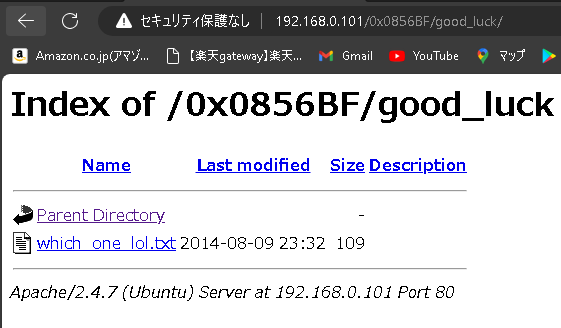 セキュリティ保護なし 192.168.0.101/0x0856BF/good_luck/
Amazon.co.jp(アマゾ... 【楽天gateway】楽天... Gmail YouTube マップ
Index of /0x0856BF/good_luck
Name Last modified Size Description
Parent Directory -
which_one_lol.txt 2014-08-09 23:32 109
Apache/2.4.7 (Ubuntu) Server at 192.168.0.101 Port 80